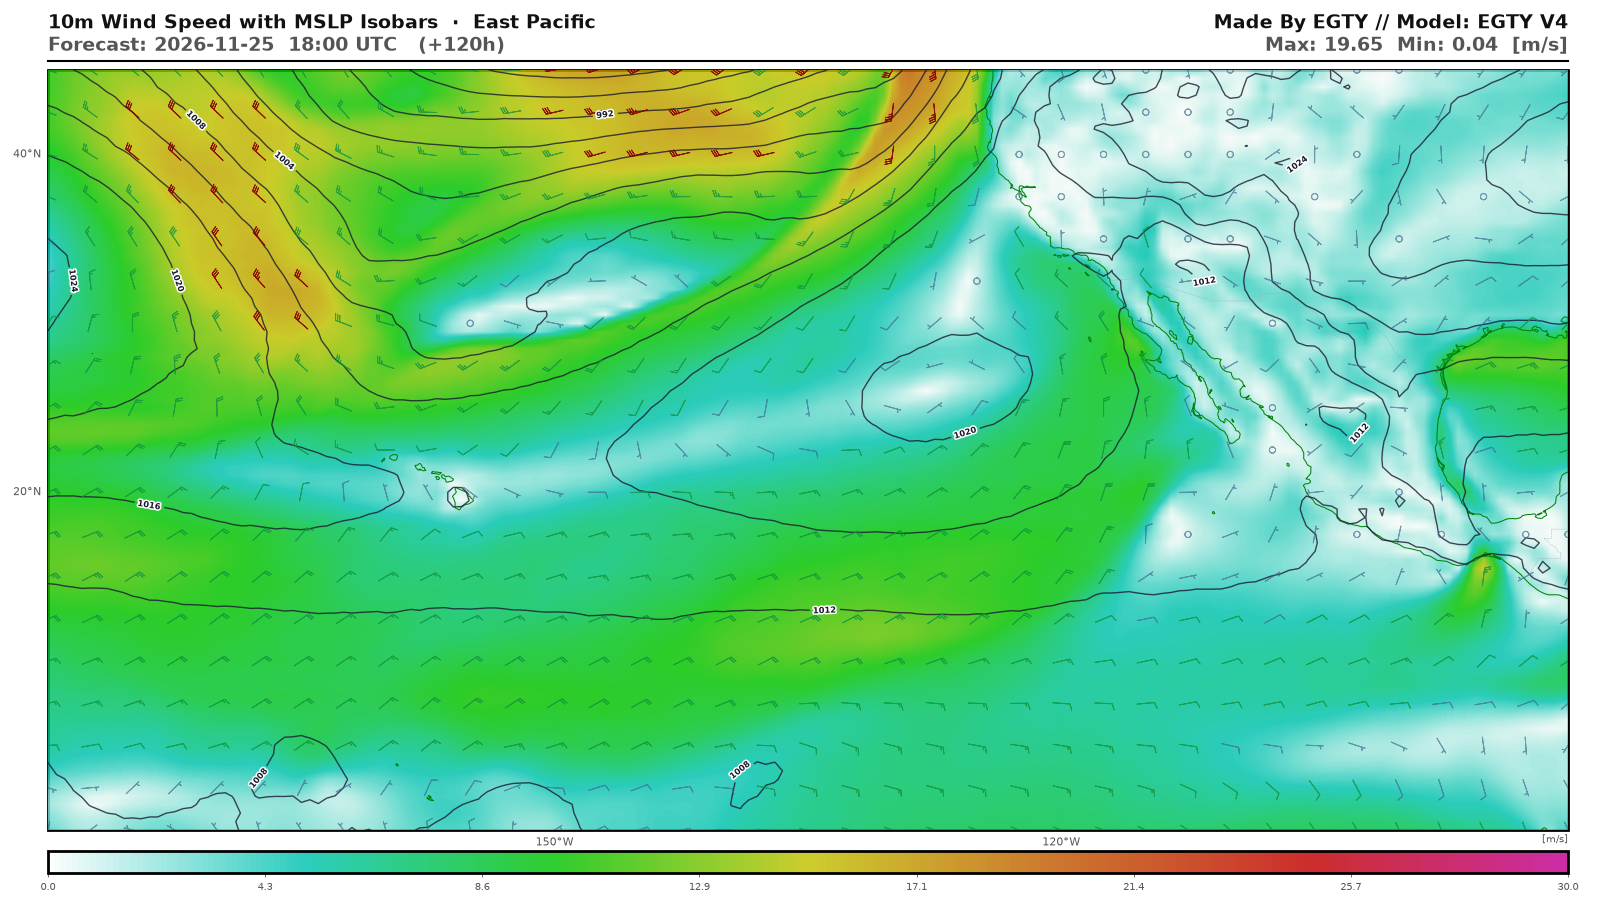 10m Wind Speed with MSLP Isobars · East Pacific
Made By EGTY // Model: EGTY V4
Forecast: 2026-11-25 18:00 UTC (+120h)
Max: 19.65 Min: 0.04 [m/s]
992
1008
1004
1024
40°N
1024
1020
1012
1020
1012
20°N
1016
1012
1008
1008
150°W
120°W
[m/s]
0.0
4.3
8.6
12.9
17.1
21.4
25.7
30.0